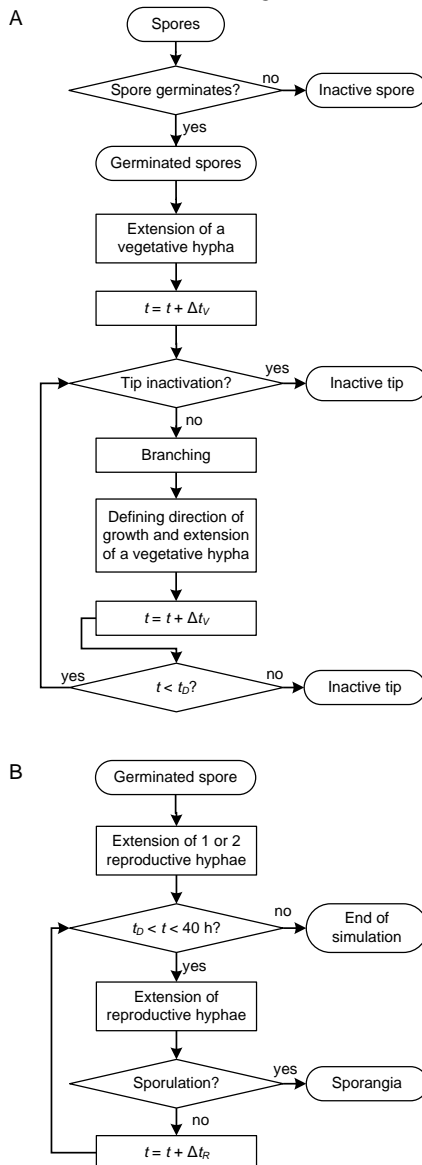 A
Spores
Spore germinates?
no
Inactive spore
yes
Germinated spores
Extension of a
vegetative hypha
t = t + Δt_V
Tip inactivation?
yes
Inactive tip
no
Branching
Defining direction of
growth and extension
of a vegetative hypha
t = t + Δt_V
yes
t < t_D?
no
Inactive tip
B
Germinated spore
Extension of 1 or 2
reproductive hyphae
t_D < t < 40 h?
no
End of
simulation
yes
Extension of
reproductive hyphae
Sporulation?
yes
Sporangia
no
t = t + Δt_R